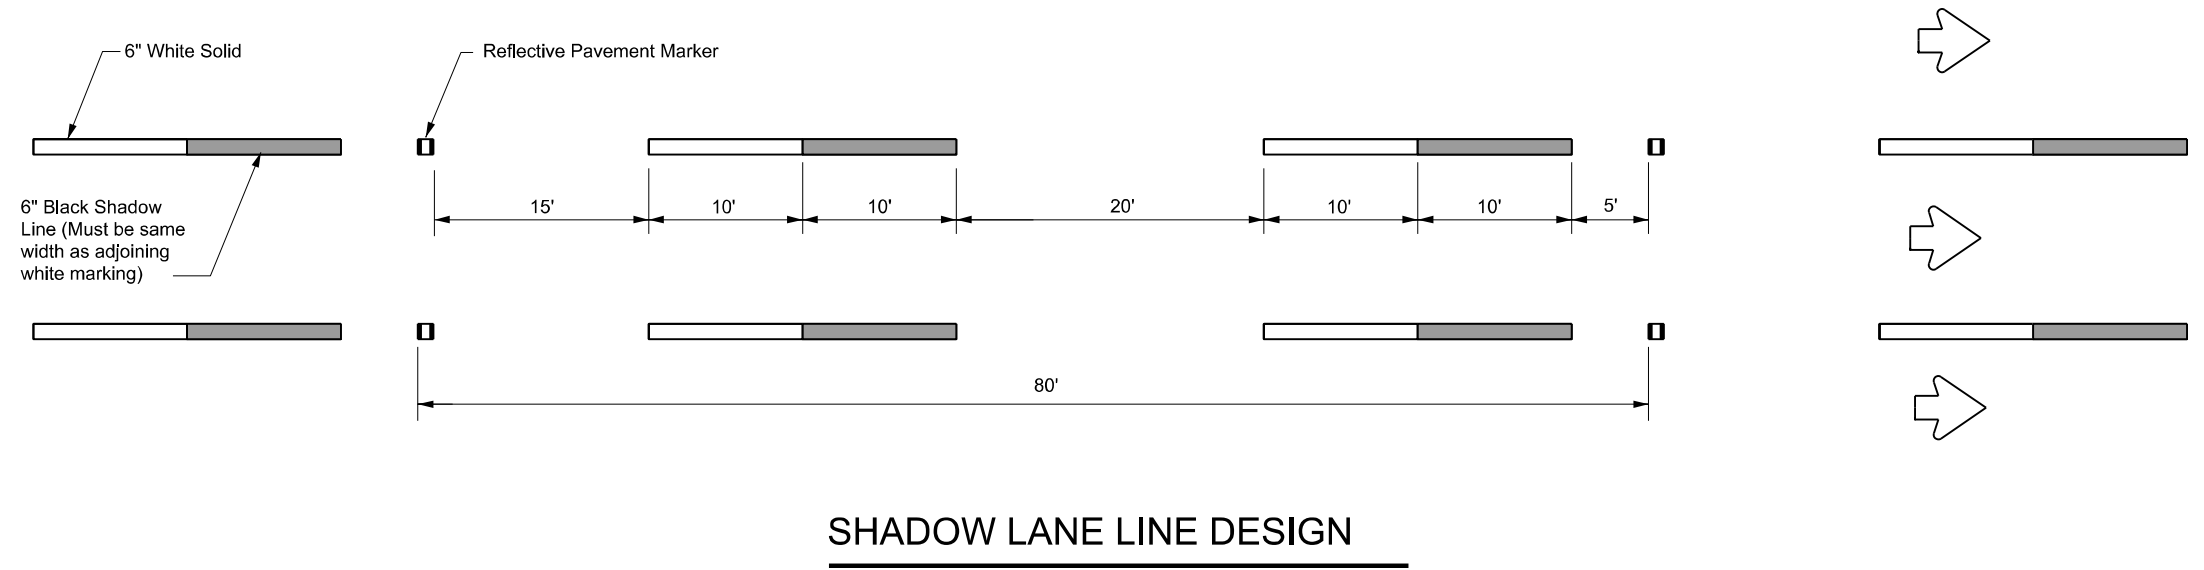 6" White Solid
Reflective Pavement Marker
6" Black Shadow
Line (Must be same
width as adjoining
white marking)
15'
10'
10'
20'
10'
10'
5'
80'
SHADOW LANE LINE DESIGN